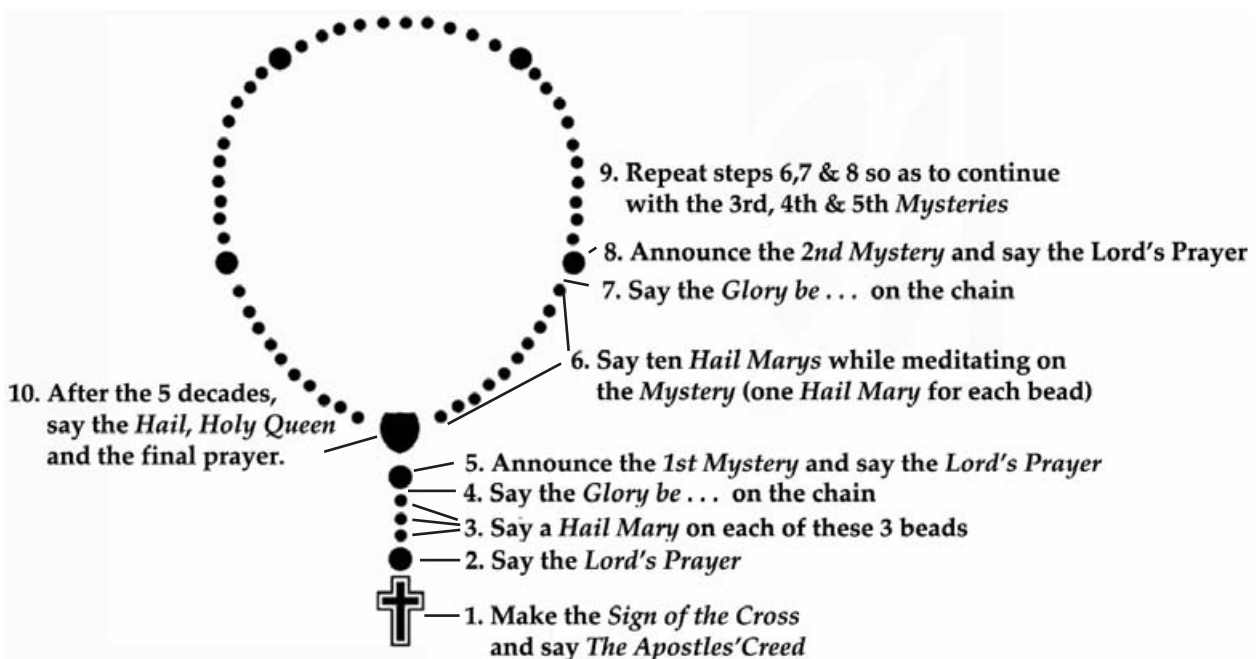 9. Repeat steps 6,7 & 8 so as to continue
with the 3rd, 4th & 5th Mysteries
8. Announce the 2nd Mystery and say the Lord's Prayer
7. Say the Glory be . . . on the chain
6. Say ten Hail Marys while meditating on
the Mystery (one Hail Mary for each bead)
10. After the 5 decades,
say the Hail, Holy Queen
and the final prayer.
5. Announce the 1st Mystery and say the Lord's Prayer
4. Say the Glory be . . . on the chain
3. Say a Hail Mary on each of these 3 beads
2. Say the Lord's Prayer
1. Make the Sign of the Cross
and say The Apostles'Creed